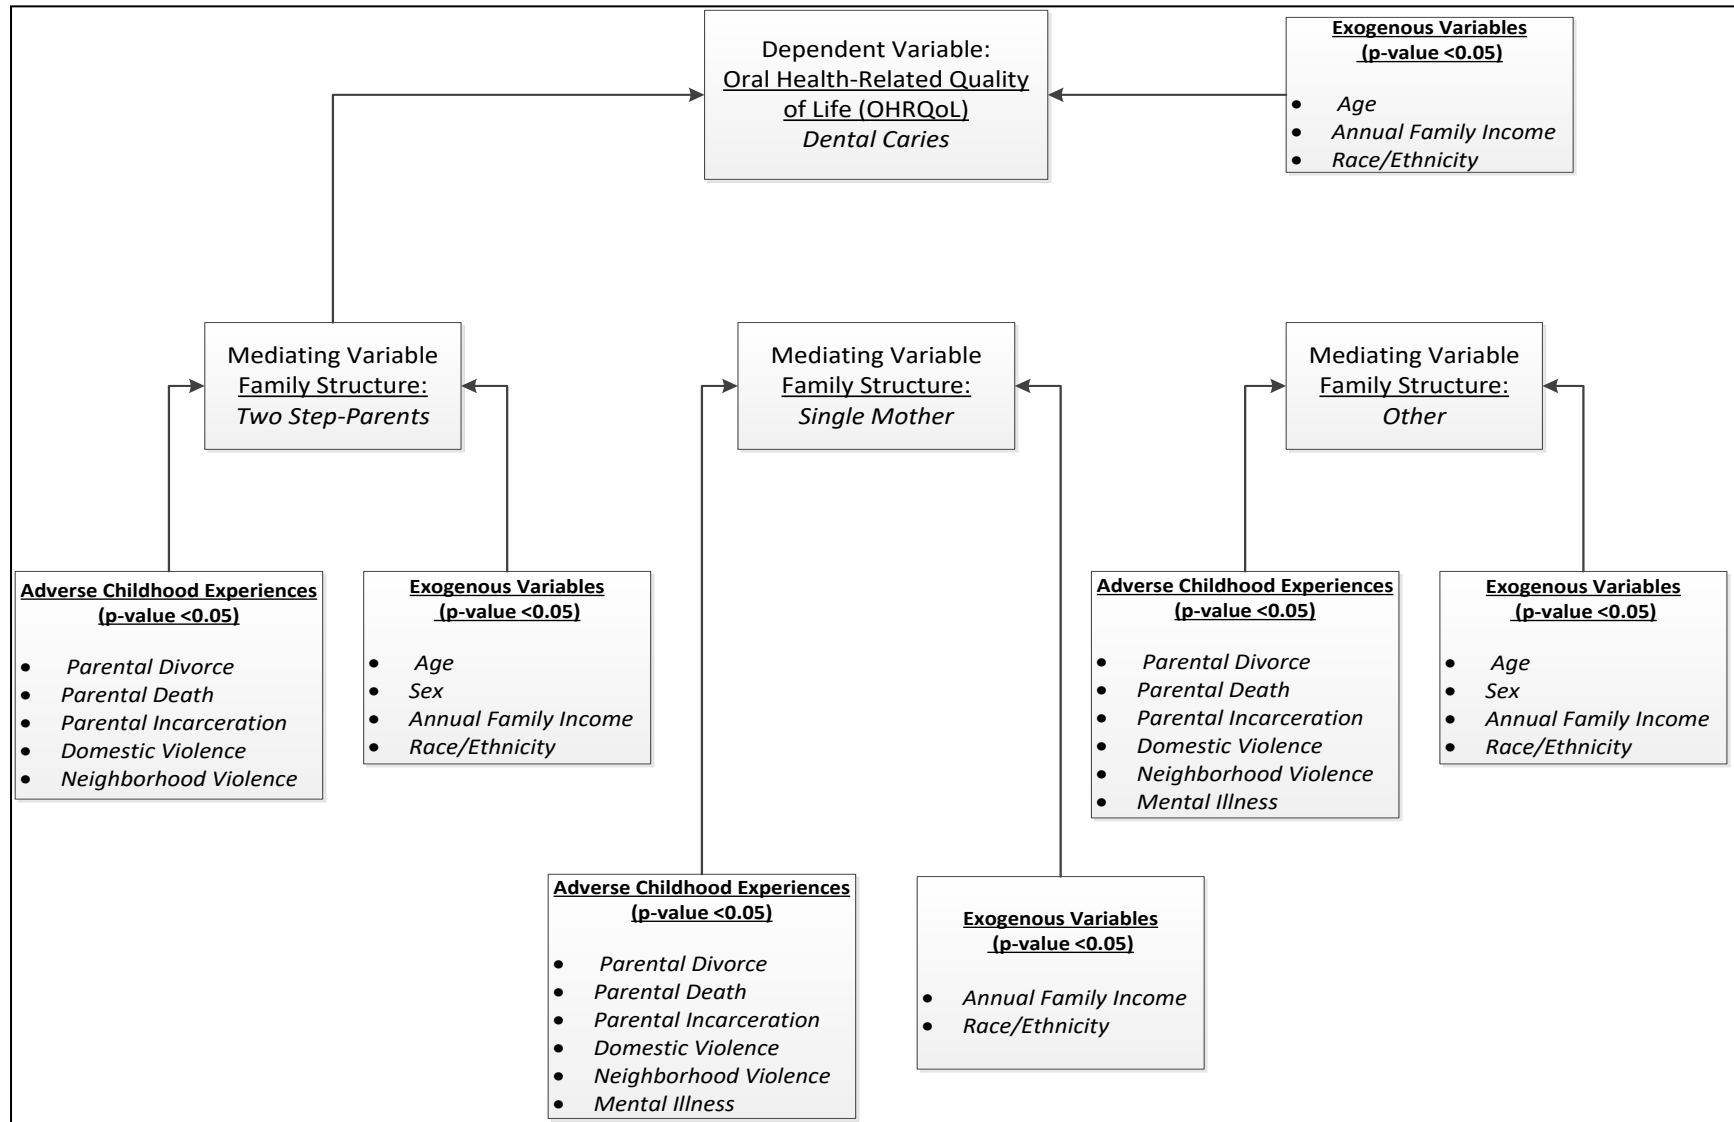 Dependent Variable:
Oral Health-Related Quality
of Life (OHRQoL)
Dental Caries
Exogenous Variables
(p-value <0.05)
• Age
• Annual Family Income
• Race/Ethnicity
Mediating Variable
Family Structure:
Two Step-Parents
Mediating Variable
Family Structure:
Single Mother
Mediating Variable
Family Structure:
Other
Adverse Childhood Experiences
(p-value <0.05)
• Parental Divorce
• Parental Death
• Parental Incarceration
• Domestic Violence
• Neighborhood Violence
Exogenous Variables
(p-value <0.05)
• Age
• Sex
• Annual Family Income
• Race/Ethnicity
Adverse Childhood Experiences
(p-value <0.05)
• Parental Divorce
• Parental Death
• Parental Incarceration
• Domestic Violence
• Neighborhood Violence
• Mental Illness
Exogenous Variables
(p-value <0.05)
• Annual Family Income
• Race/Ethnicity
Adverse Childhood Experiences
(p-value <0.05)
• Parental Divorce
• Parental Death
• Parental Incarceration
• Domestic Violence
• Neighborhood Violence
• Mental Illness
Exogenous Variables
(p-value <0.05)
• Age
• Sex
• Annual Family Income
• Race/Ethnicity